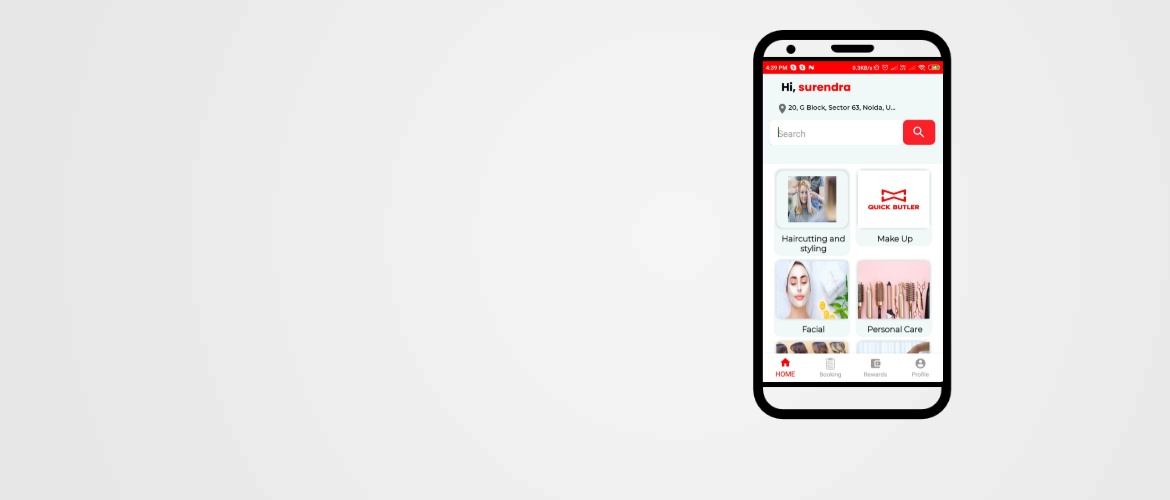 4:39 PM
0.0KB/s
Hi, surendra
20, G Block, Sector 63, Noida, U...
Search
QUICK BUTLER
Haircutting and
styling
Make Up
Facial
Personal Care
HOME
Booking
Rewards
Profile